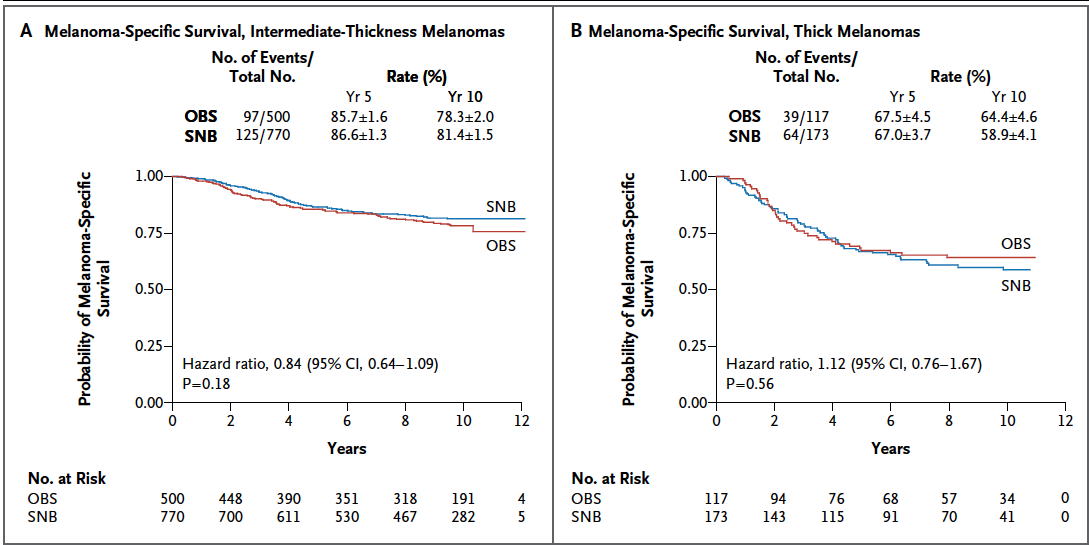 A Melanoma-Specific Survival, Intermediate-Thickness Melanomas
No. of Events/
Total No.
Rate (%)
Yr 5
Yr 10
OBS 97/500 85.7±1.6 78.3±2.0
SNB 125/770 86.6±1.3 81.4±1.5
Probability of Melanoma-Specific
Survival
1.00
0.75
0.50
0.25
0.00
SNB
OBS
Hazard ratio, 0.84 (95% CI, 0.64–1.09)
P=0.18
0 2 4 6 8 10 12
Years
No. at Risk
OBS 500 448 390 351 318 191 4
SNB 770 700 611 530 467 282 5
B Melanoma-Specific Survival, Thick Melanomas
No. of Events/
Total No.
Rate (%)
Yr 5
Yr 10
OBS 39/117 67.5±4.5 64.4±4.6
SNB 64/173 67.0±3.7 58.9±4.1
Probability of Melanoma-Specific
Survival
1.00
0.75
0.50
0.25
0.00
OBS
SNB
Hazard ratio, 1.12 (95% CI, 0.76–1.67)
P=0.56
0 2 4 6 8 10 12
Years
No. at Risk
OBS 117 94 76 68 57 34 0
SNB 173 143 115 91 70 41 0